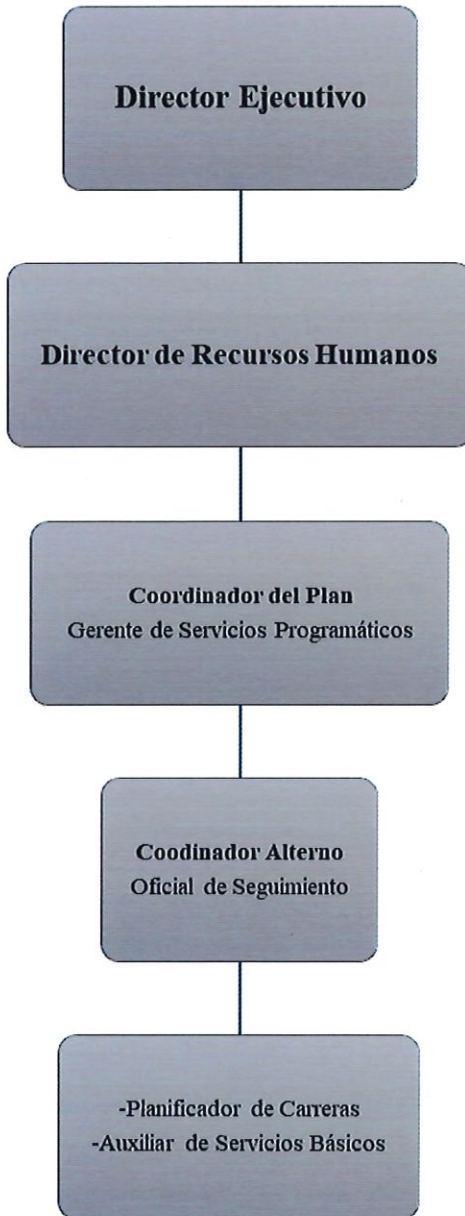 Director Ejecutivo
Director de Recursos Humanos
Coordinador del Plan
Gerente de Servicios Programáticos
Coodinador Alterno
Oficial de Seguimiento
-Planificador de Carreras
-Auxiliar de Servicios Básicos